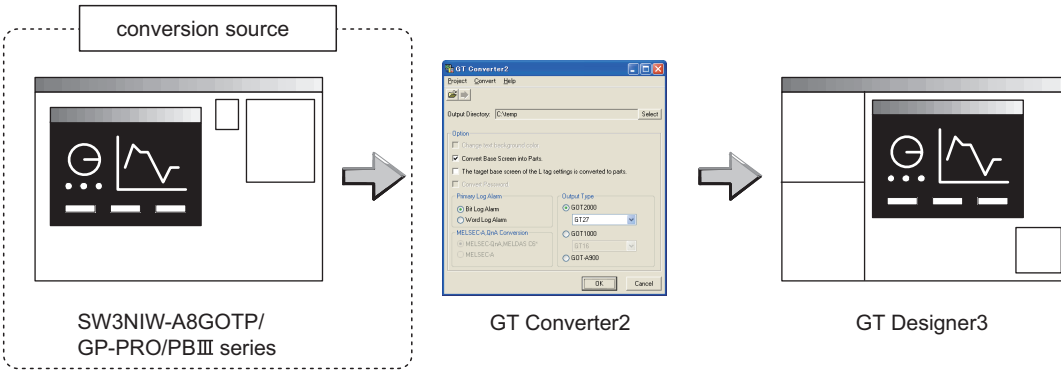 conversion source
SW3NIW-A8GOTP/
GP-PRO/PBⅢ series
GT Converter2
Project Convert Help
Output Directory: C:\temp Select
Option
Change text background color
Convert Base Screen into Parts.
The target base screen of the L tag settings is converted to parts.
Convert Password
Primary Log Alarm
Bit Log Alarm
Word Log Alarm
MELSEC-A,QnA Conversion
MELSEC-QnA,MELDAS C6*
MELSEC-A
Output Type
GOT2000
GT27
GOT1000
GT16
GOT-A900
OK Cancel
GT Converter2
GT Designer3